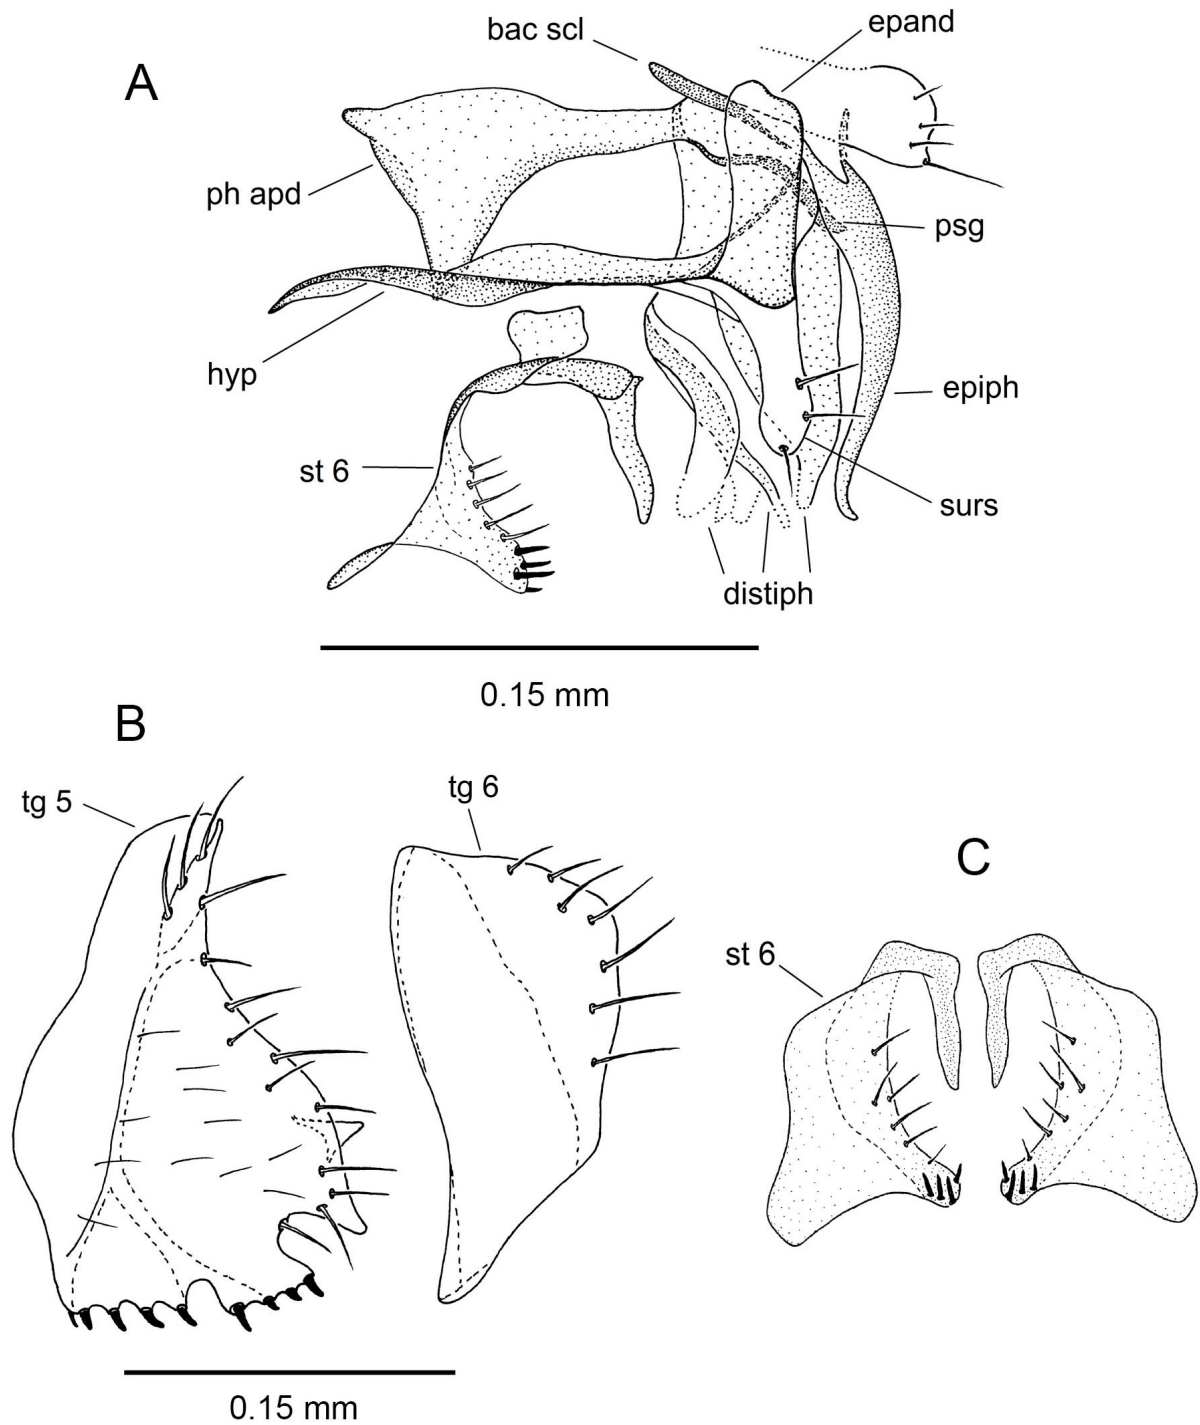 A
bac scl
epand
ph apd
psg
hyp
epiph
st 6
surs
distiph
0.15 mm
B
tg 5
tg 6
C
st 6
0.15 mm